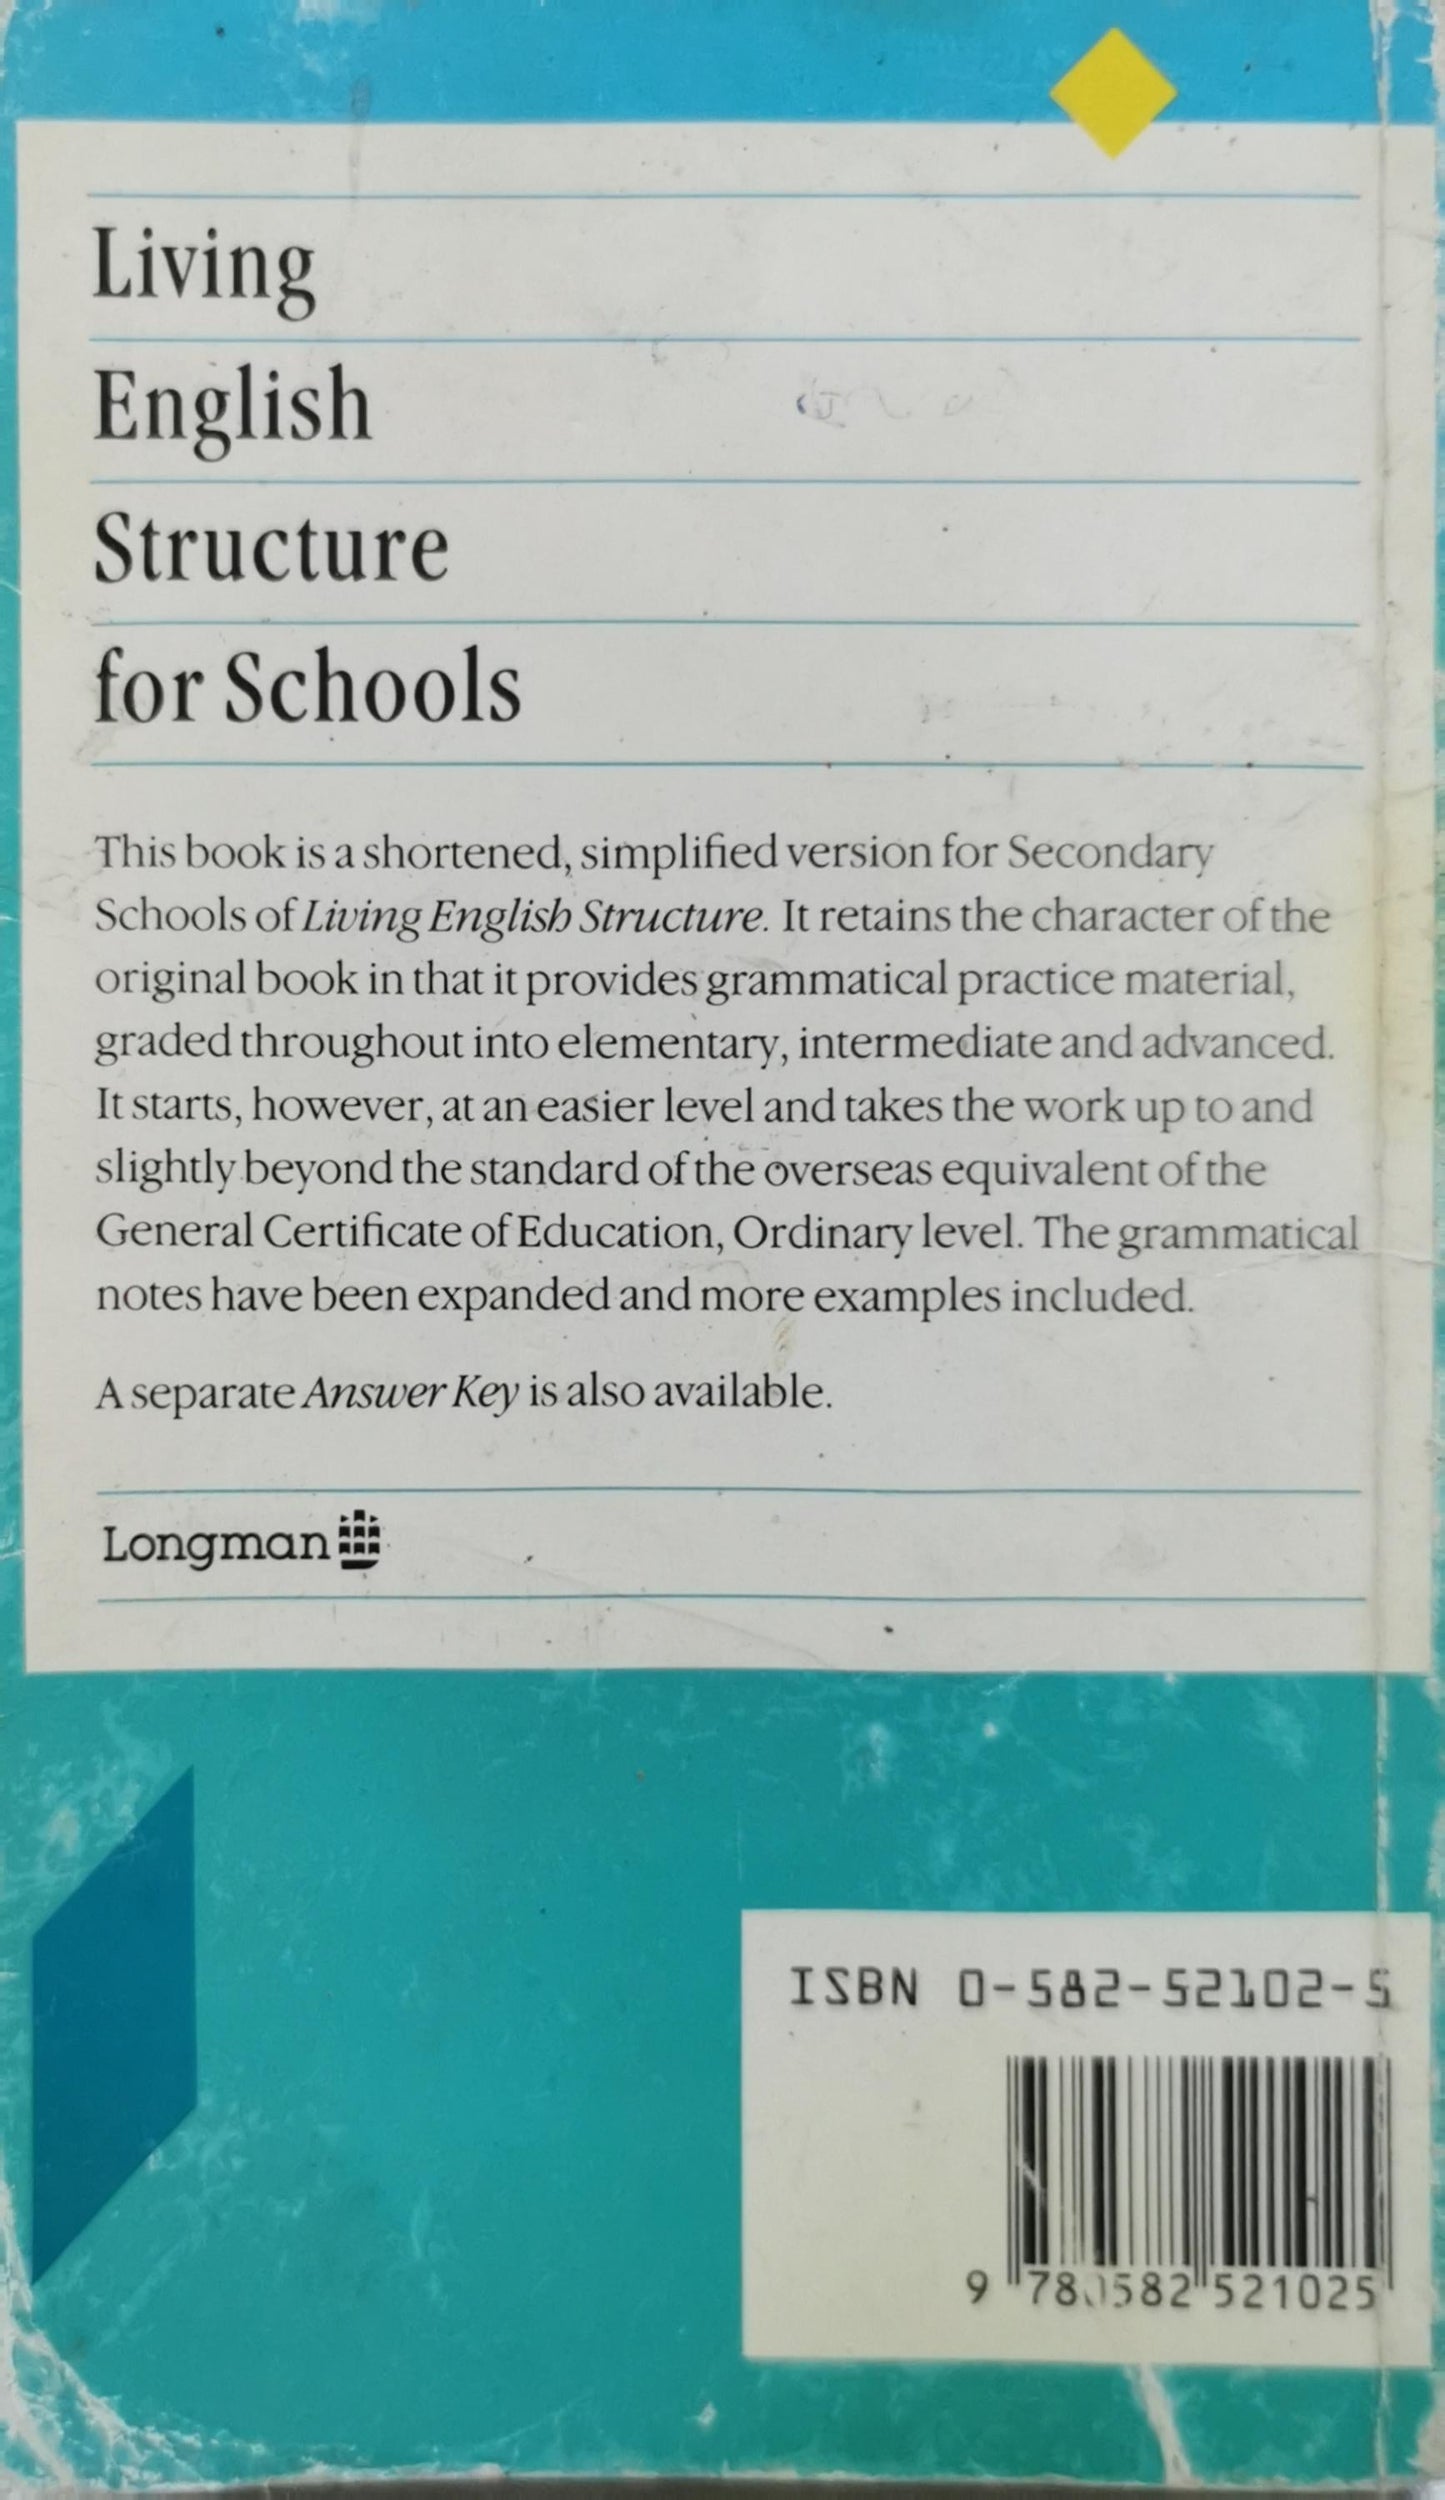 Living
English
Structure
for Schools
This book is a shortened, simplified version for Secondary
Schools of Living English Structure. It retains the character of the
original book in that it provides grammatical practice material,
graded throughout into elementary, intermediate and advanced.
It starts, however, at an easier level and takes the work up to and
slightly beyond the standard of the overseas equivalent of the
General Certificate of Education, Ordinary level. The grammatical
notes have been expanded and more examples included.
A separate Answer Key is also available.
Longman
ISBN 0-582-52102-5
9 780582 521025